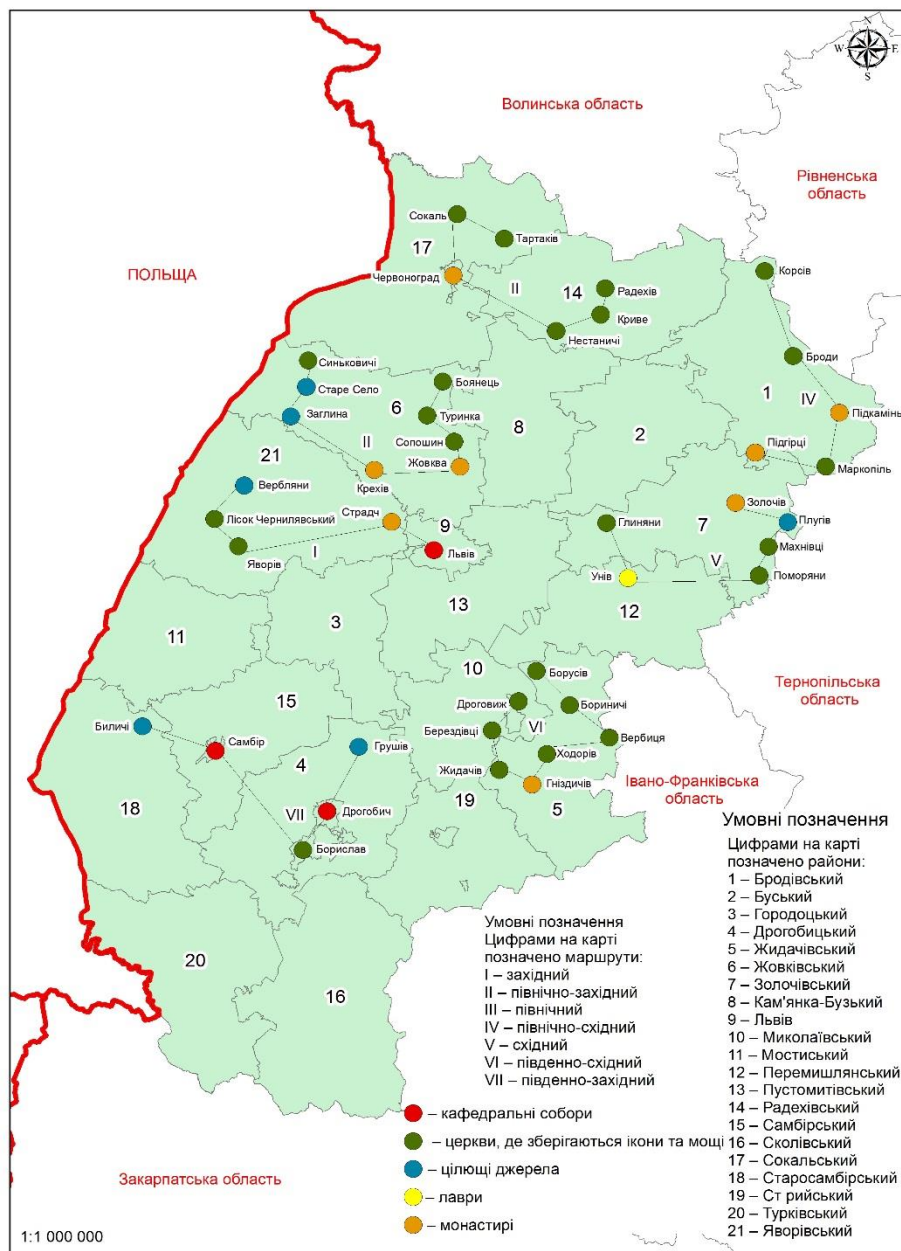 N
W E
S
Волинська область
Рівненська
область
ПОЛЬЩА
Сокаль
Тартаків
17
Червоноград
II
14
Радехів
Криве
Нестаничі
Корсів
Броди
1
IV
Підкамінь
Підгірці
Маркопіль
Синьковичі
Старе Село
Заглина
6
Боянець
Туринка
Сопошин
II
Жовква
Крехів
8
2
21
Вербляни
Страдч
Лісок Чернилявський
Яворів
I
9
Львів
Золочів
Глиняни
7
Плугів
Махнівці
V
Поморяни
Унів
12
13
3
11
Тернопільська
область
10
Борусів
Дроговиж
Бориничі
VI
Берездівці
Вербиця
Ходорів
Жидачів
Гніздичів
5
19
Івано-Франківська
область
15
Биличі
Самбір
4
Грушів
18
VII
Дрогобич
Борислав
20
16
Закарпатська область
1:1 000 000
Умовні позначення
Цифрами на карті
позначено маршрути:
I – західний
II – північно-західний
III – північний
IV – північно-східний
V – східний
VI – південно-східний
VII – південно-західний
– кафедральні собори
– церкви, де зберігаються ікони та мощі
– цілющі джерела
– лаври
– монастирі
Умовні позначення
Цифрами на карті
позначено райони:
1 – Бродівський
2 – Буський
3 – Городоцький
4 – Дрогобицький
5 – Жидачівський
6 – Жовківський
7 – Золочівський
8 – Кам'янка-Бузький
9 – Львів
10 – Миколаївський
11 – Мостиський
12 – Перемишлянський
13 – Пустомитівський
14 – Радехівський
15 – Самбірський
16 – Сколівський
17 – Сокальський
18 – Старосамбірський
19 – Ст рийський
20 – Турківський
21 – Яворівський